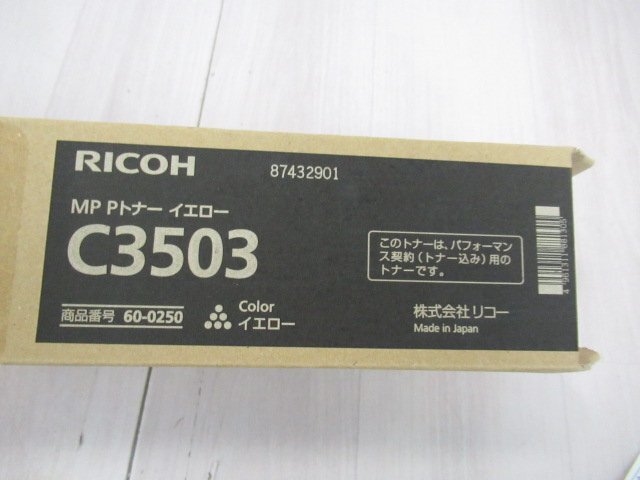 RICOH
87432901
MP Pトナー イエロー
C3503
このトナーは、パフォーマン
ス契約（トナー込み）用の
トナーです。
商品番号 60-0250
Color
イエロー
株式会社リコー
Made in Japan
4 961311 881305